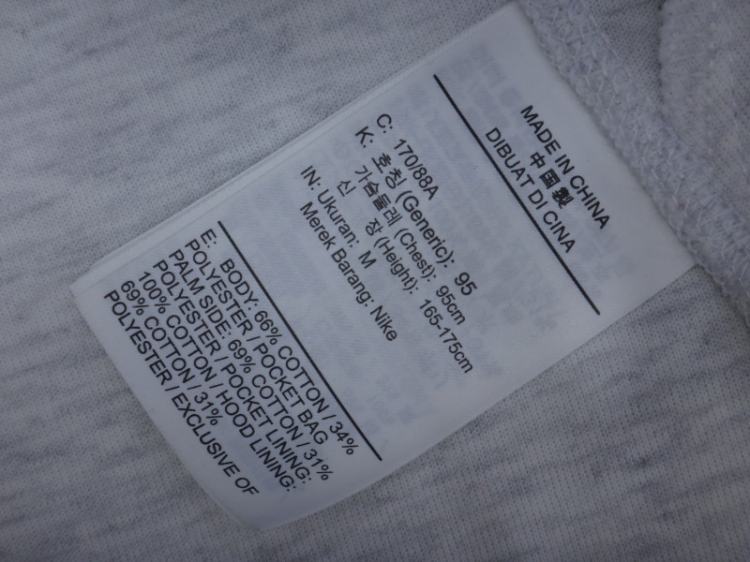 MADE IN CHINA
中国製
DIBUAT DI CINA
C: 170/88A
K: 호칭 (Generic): 95
가슴둘레 (Chest): 95cm
신 장 (Height): 165-175cm
IN: Ukuran: M
Merek Barang: Nike
E: BODY: 66% COTTON / 34%
POLYESTER / POCKET BAG
PALM SIDE: 69% COTTON / 31%
POLYESTER / POCKET LINING:
100% COTTON / HOOD LINING:
69% COTTON / 31%
POLYESTER / EXCLUSIVE OF